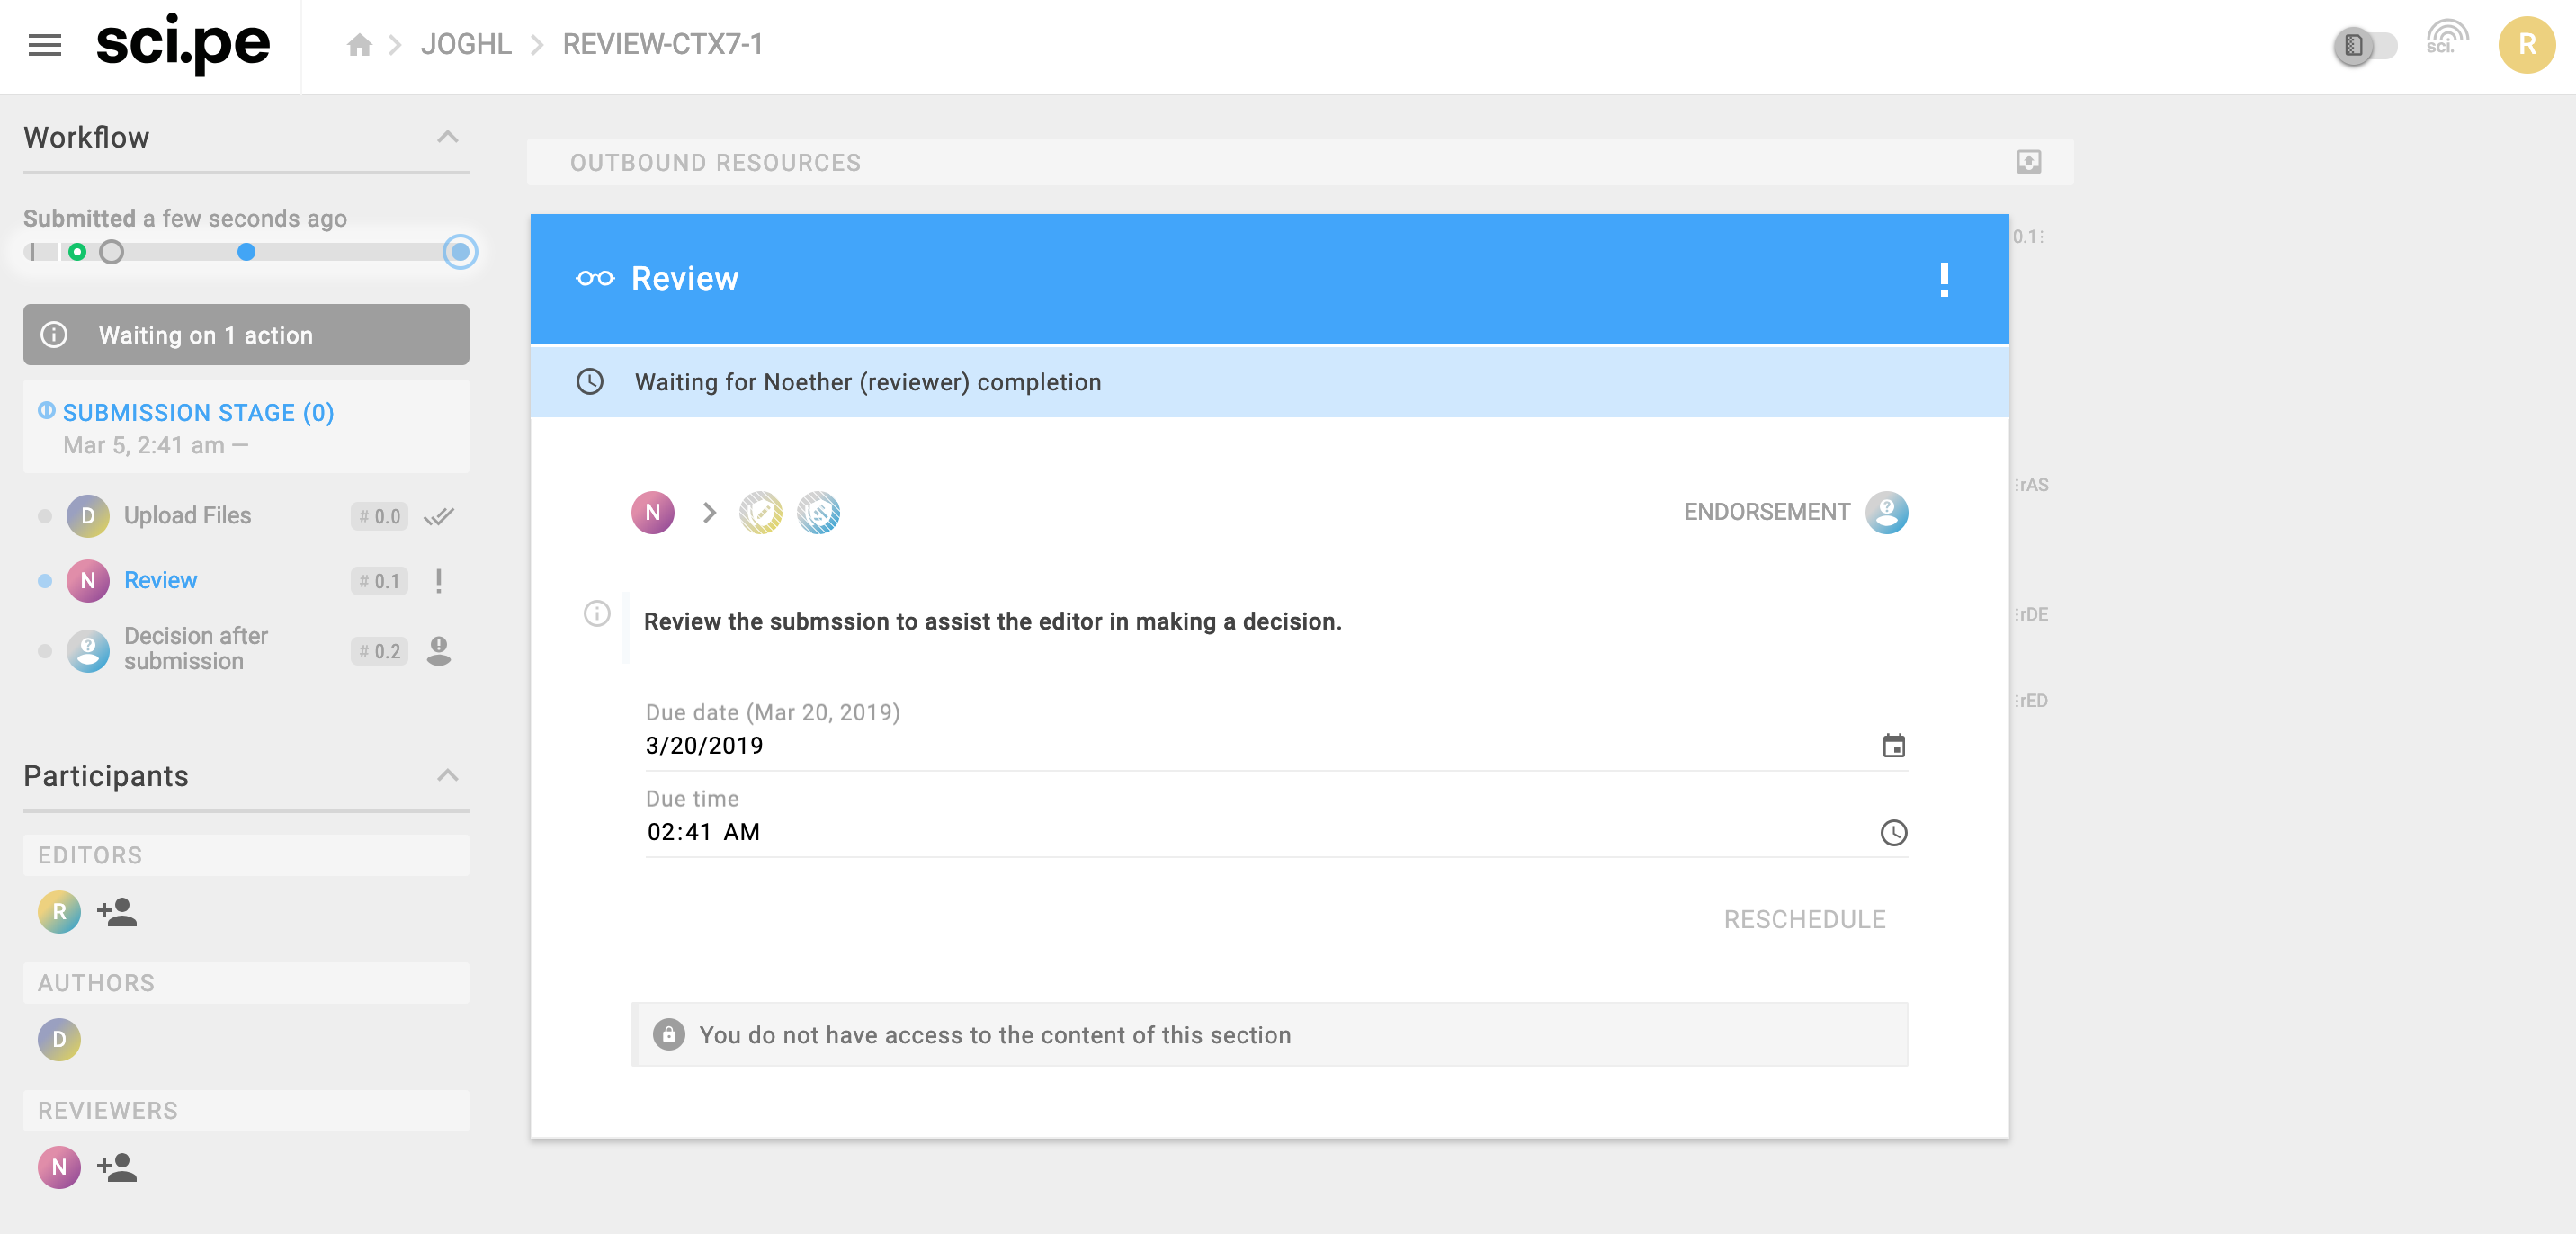 sci.pe
JOGHL
REVIEW-CTX7-1
sci.
R
Workflow
Submitted a few seconds ago
Waiting on 1 action
SUBMISSION STAGE (0)
Mar 5, 2:41 am —
D Upload Files # 0.0
N Review # 0.1
Decision after
submission
# 0.2
Participants
EDITORS
R
AUTHORS
D
REVIEWERS
N
OUTBOUND RESOURCES
0.1
Review
Waiting for Noether (reviewer) completion
N
ENDORSEMENT
rAS
Review the submssion to assist the editor in making a decision.
rDE
Due date (Mar 20, 2019)
3/20/2019
rED
Due time
02:41 AM
RESCHEDULE
You do not have access to the content of this section